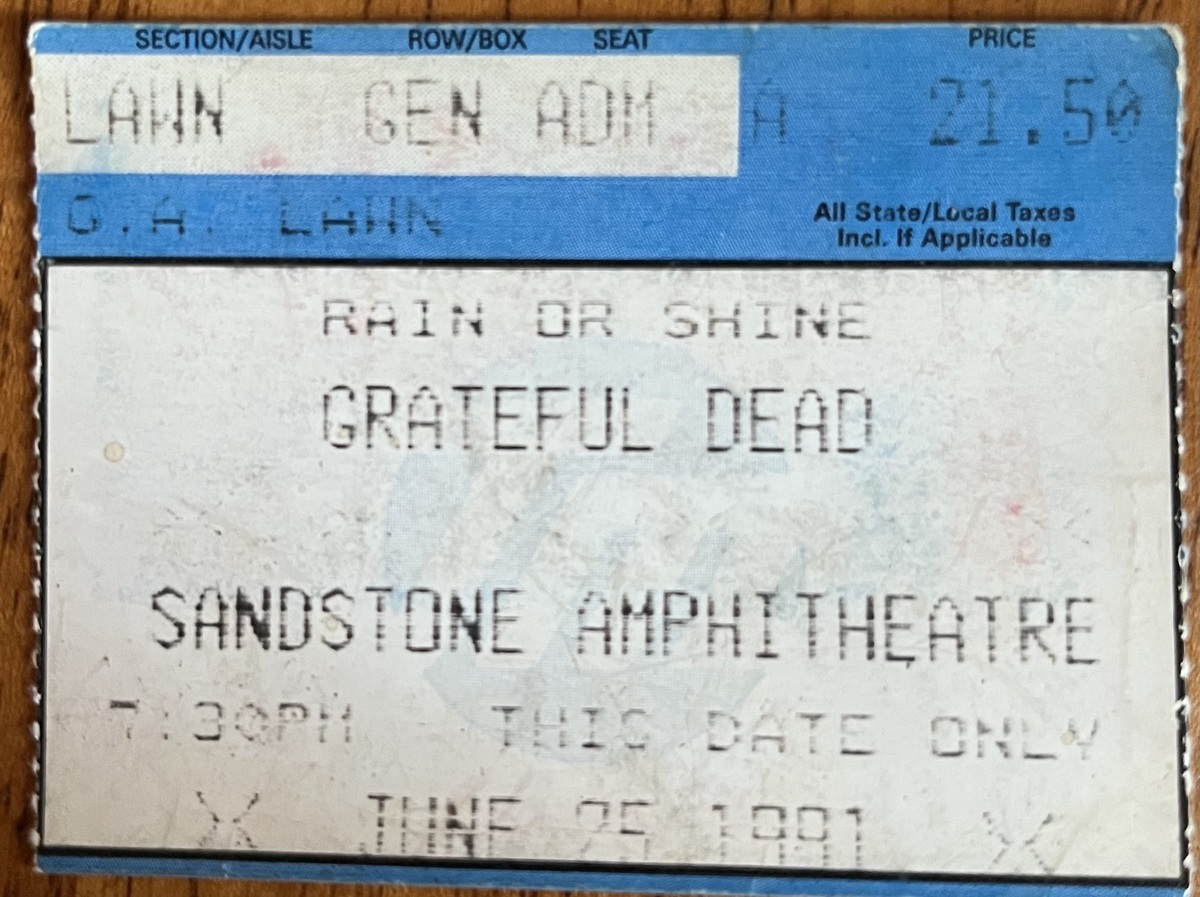 SECTION/AISLE ROW/BOX SEAT PRICE
LAWN GEN ADM A 21.50
G.A. LAWN
All State/Local Taxes
Incl. If Applicable
RAIN OR SHINE
GRATEFUL DEAD
SANDSTONE AMPHITHEATRE
7:30PM THIS DATE ONLY
X JUNE 25 1991 X